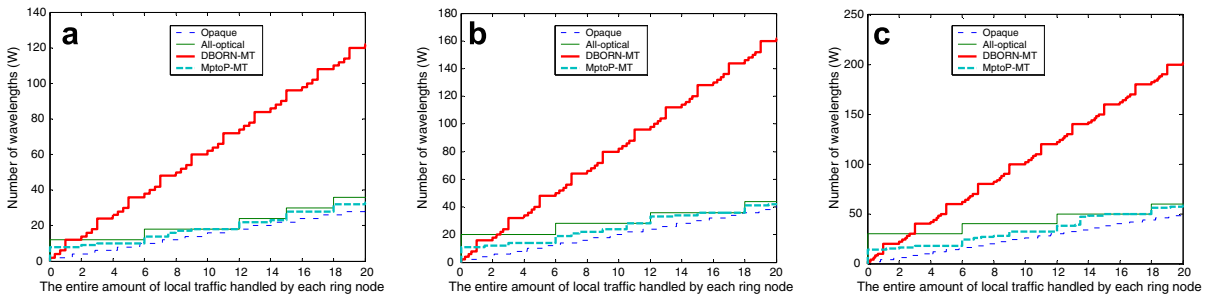 a
140
120
100
80
60
40
20
0
Number of wavelengths (W)
Opaque
All-optical
DBORN-MT
MptoP-MT
0 2 4 6 8 10 12 14 16 18 20
The entire amount of local traffic handled by each ring node
b
200
180
160
140
120
100
80
60
40
20
0
Number of wavelengths (W)
Opaque
All-optical
DBORN-MT
MptoP-MT
0 2 4 6 8 10 12 14 16 18 20
The entire amount of local traffic handled by each ring node
c
250
200
150
100
50
0
Number of wavelengths (W)
Opaque
All-optical
DBORN-MT
MptoP-MT
0 2 4 6 8 10 12 14 16 18 20
The entire amount of local traffic handled by each ring node